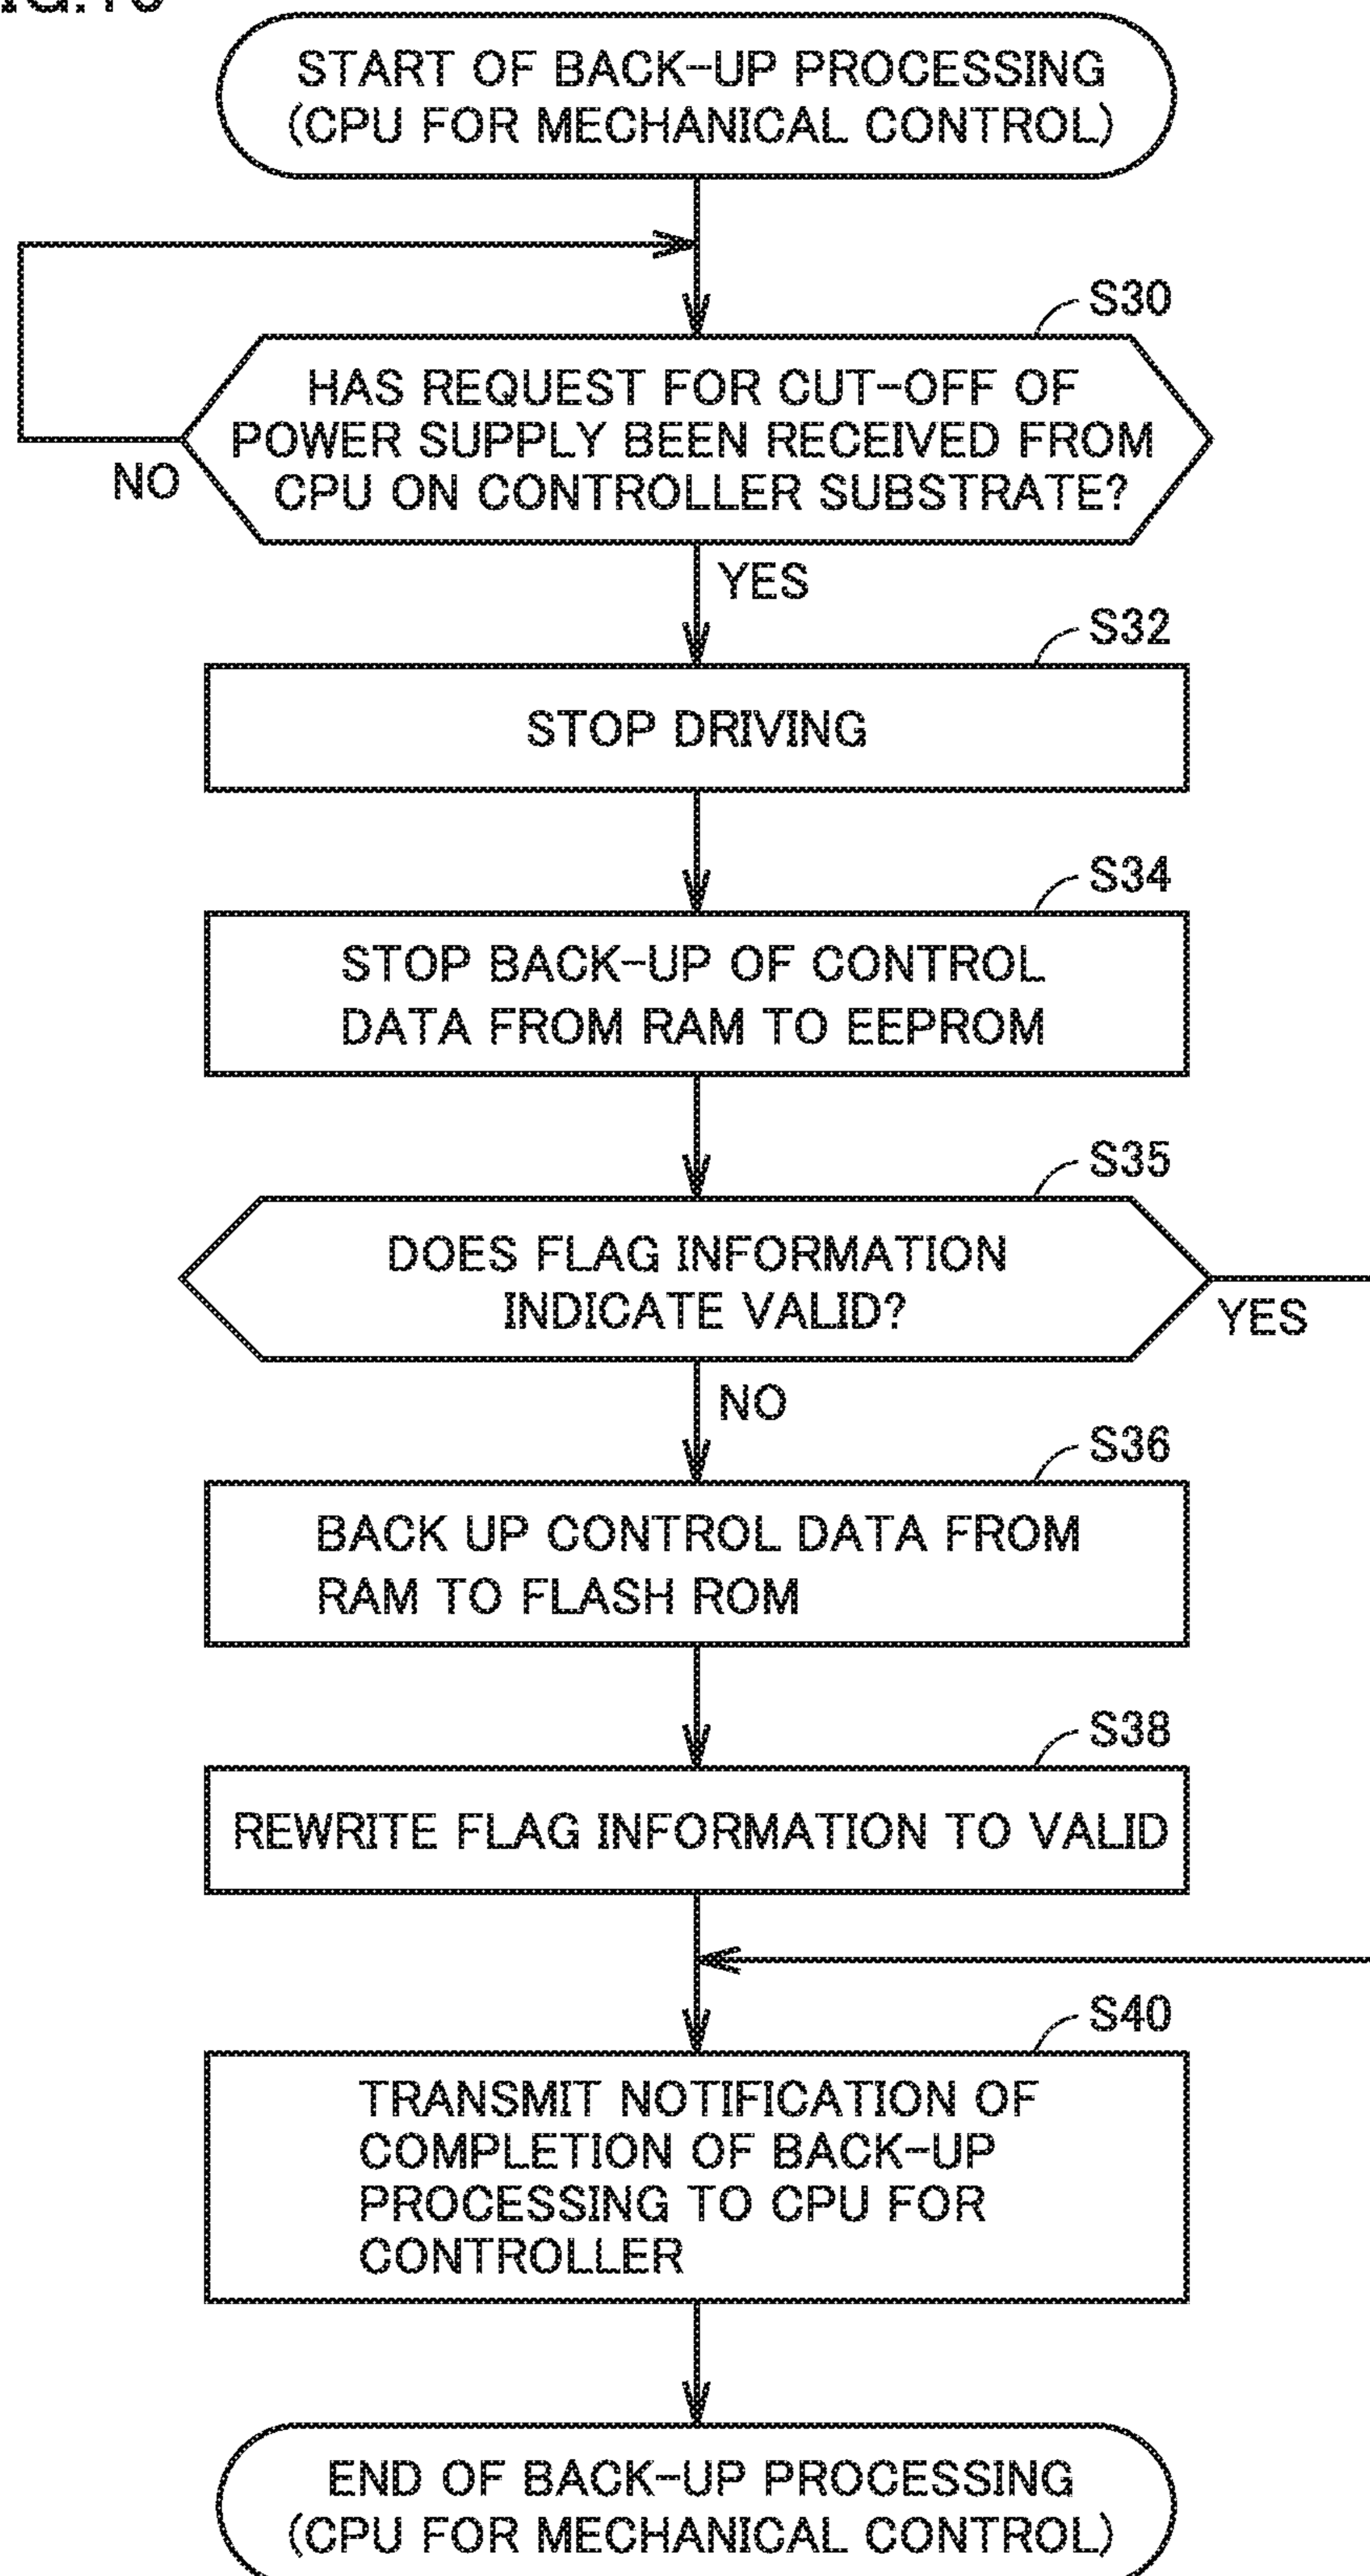 START OF BACK-UP PROCESSING
(CPU FOR MECHANICAL CONTROL)
S30
HAS REQUEST FOR CUT-OFF OF
POWER SUPPLY BEEN RECEIVED FROM
CPU ON CONTROLLER SUBSTRATE?
NO
YES
S32
STOP DRIVING
S34
STOP BACK-UP OF CONTROL
DATA FROM RAM TO EEPROM
S35
DOES FLAG INFORMATION
INDICATE VALID?
YES
NO
S36
BACK UP CONTROL DATA FROM
RAM TO FLASH ROM
S38
REWRITE FLAG INFORMATION TO VALID
S40
TRANSMIT NOTIFICATION OF
COMPLETION OF BACK-UP
PROCESSING TO CPU FOR
CONTROLLER
END OF BACK-UP PROCESSING
(CPU FOR MECHANICAL CONTROL)